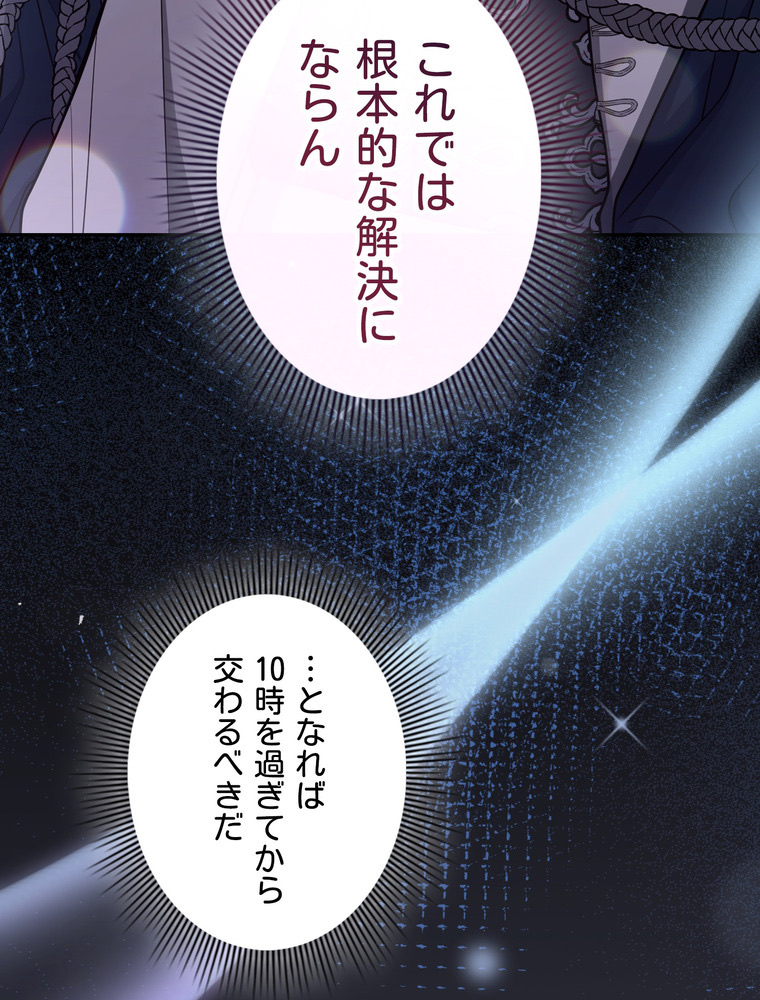 これでは
根本的な解決に
ならん
…となれば
10時を過ぎてから
交わるべきだ